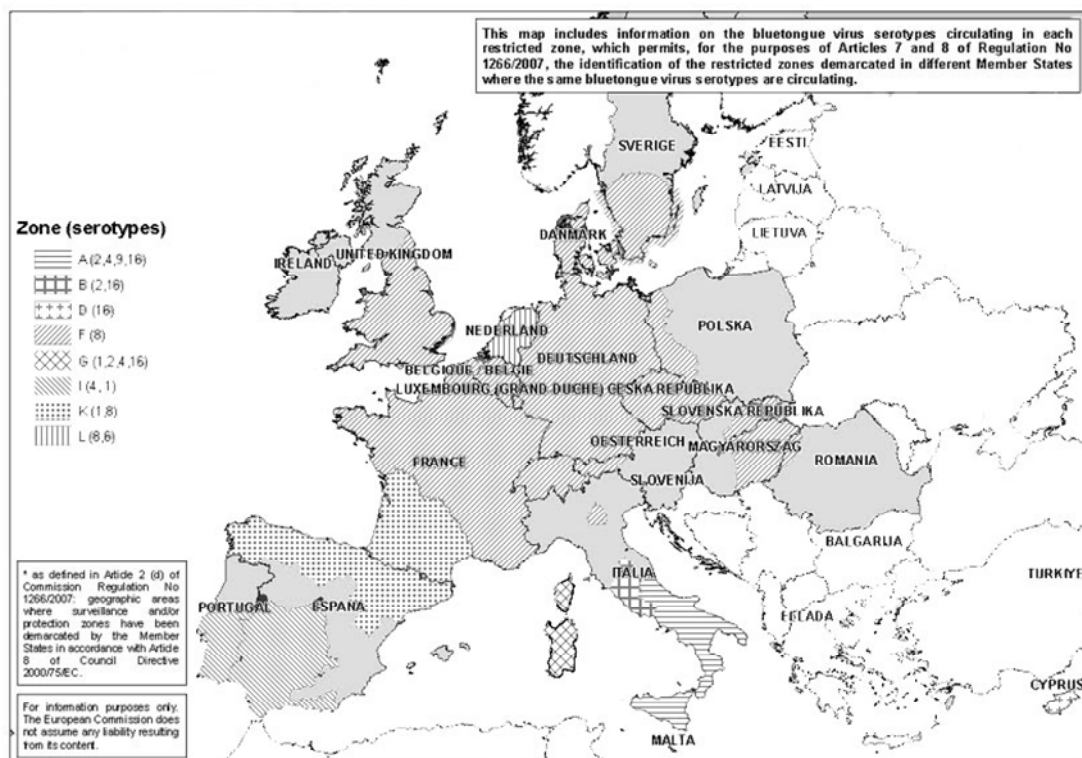 This map includes information on the bluetongue virus serotypes circulating in each
restricted zone, which permits, for the purposes of Articles 7 and 8 of Regulation No
1266/2007, the identification of the restricted zones demarcated in different Member States
where the same bluetongue virus serotypes are circulating.
SVERIGE
EESTI
LATVIJA
LIETUVA
DANMARK
Zone (serotypes)
A (2,4,9,16)
B (2,16)
D (16)
F (8)
G (1,2,4,16)
I (4,1)
K (1,8)
L (8,6)
UNITED KINGDOM
IRELAND
NEDERLAND
POLSKA
DEUTSCHLAND
BELGIQUE / BELGIE
LUXEMBOURG (GRAND DUCHE) CESKA REPUBLIKA
SLOVENSKA REPUBLIKA
OESTERREICH
MAGYARORSZAG
FRANCE
ROMANIA
SLOVENIJA
BALGARIJA
ITALIA
TURKIYE
PORTUGAL
ESPANA
ELLADA
CYPRUS
MALTA
* as defined in Article 2 (d) of
Commission Regulation No
1266/2007: geographic areas
where surveillance and/or
protection zones have been
demarcated by the Member
States in accordance with Article
8 of Council Directive
2000/75/EC.
For information purposes only.
The European Commission does
not assume any liability resulting
from its content.